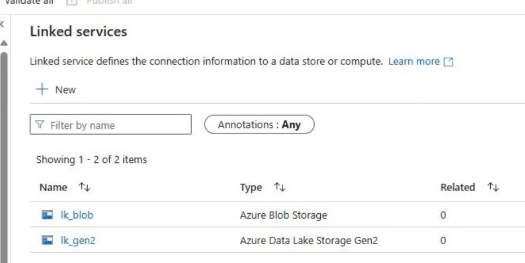 Validate all Publish all
Linked services
Linked service defines the connection information to a data store or compute. Learn more
New
Filter by name Annotations : Any
Showing 1 - 2 of 2 items
Name Type Related
lk_blob Azure Blob Storage 0
lk_gen2 Azure Data Lake Storage Gen2 0